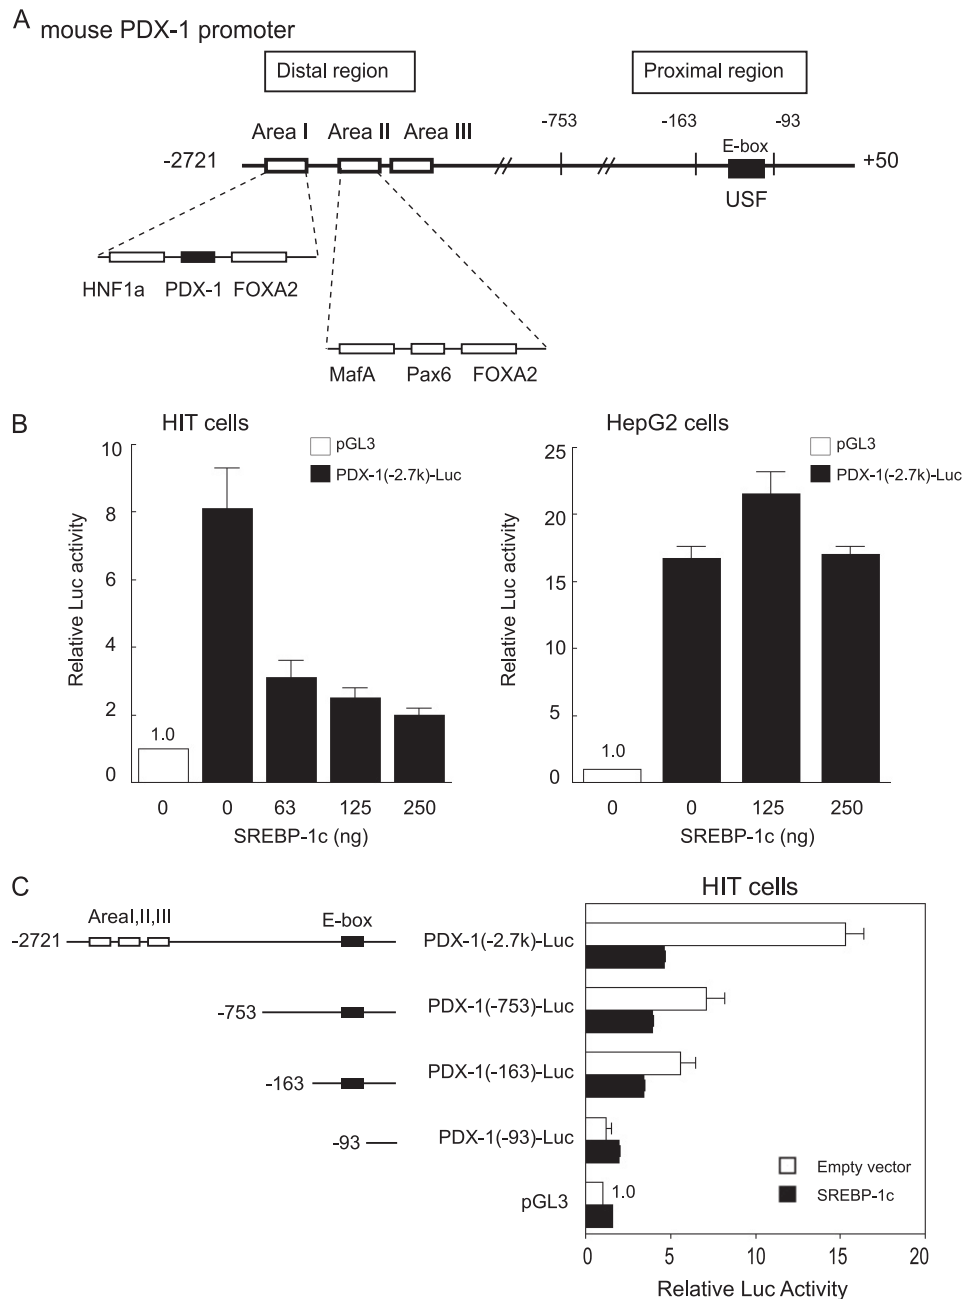 A mouse PDX-1 promoter
Distal region
Proximal region
Area I Area II Area III
-753 -163 -93
-2721 E-box +50
USF
HNF1a PDX-1 FOXA2
MafA Pax6 FOXA2
B
HIT cells
pGL3
PDX-1(-2.7k)-Luc
Relative Luc activity
10
8
6
4
2
0
1.0
0 0 63 125 250
SREBP-1c (ng)
HepG2 cells
pGL3
PDX-1(-2.7k)-Luc
Relative Luc activity
25
20
15
10
5
0
1.0
0 0 125 250
SREBP-1c (ng)
C
HIT cells
AreaI,II,III
E-box
-2721 PDX-1(-2.7k)-Luc
-753 PDX-1(-753)-Luc
-163 PDX-1(-163)-Luc
-93 PDX-1(-93)-Luc
pGL3 1.0
Empty vector
SREBP-1c
0 5 10 15 20
Relative Luc Activity